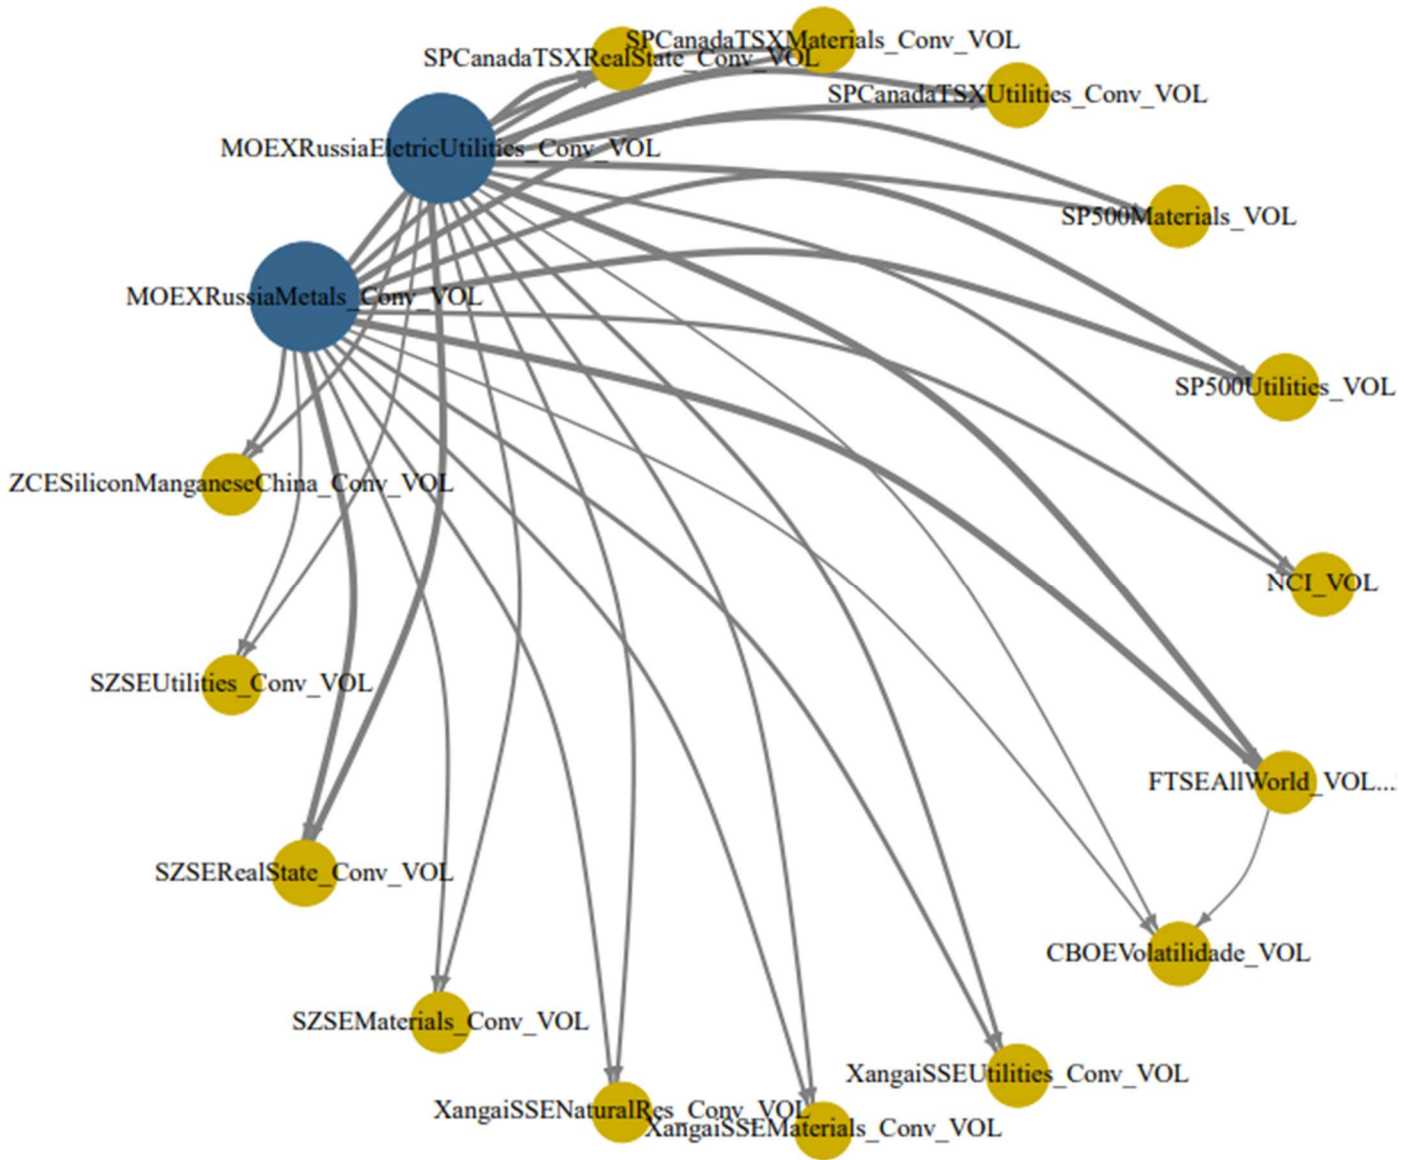 SPCanadaTSXMaterials_Conv_VOL
SPCanadaTSXRealState_Conv_VOL
SPCanadaTSXUtilities_Conv_VOL
MOEXRussiaEletricUtilities_Conv_VOL
SP500Materials_VOL
MOEXRussiaMetals_Conv_VOL
SP500Utilities_VOL
ZCESiliconManganeseChina_Conv_VOL
NCI_VOL
SZSEUtilities_Conv_VOL
FTSEAllWorld_VOL...
SZSERealState_Conv_VOL
CBOEVolatilidade_VOL
SZSEMaterials_Conv_VOL
XangaiSSEUtilities_Conv_VOL
XangaiSSENaturalRes_Conv_VOL
XangaiSSEMaterials_Conv_VOL